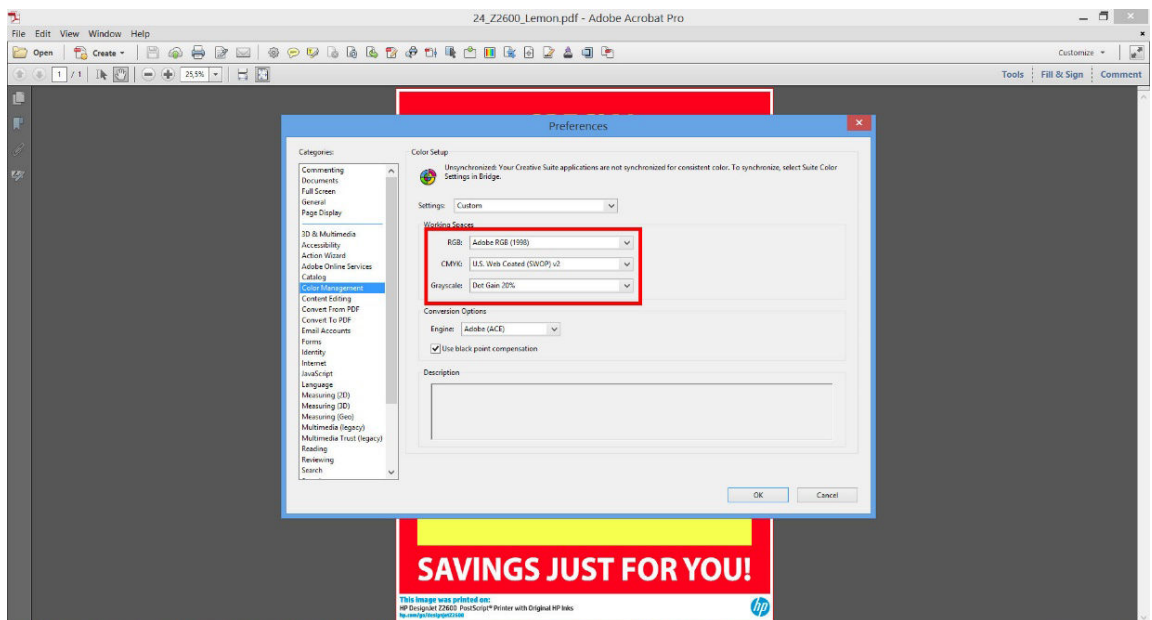 24_Z2600_Lemon.pdf - Adobe Acrobat Pro
File Edit View Window Help
Open Create Customize
1 / 1 25,5% Tools Fill & Sign Comment
Preferences
Categories:
Commenting
Documents
Full Screen
General
Page Display
3D & Multimedia
Accessibility
Action Wizard
Adobe Online Services
Catalog
Color Management
Content Editing
Convert From PDF
Convert To PDF
Email Accounts
Forms
Identity
Internet
JavaScript
Language
Measuring (2D)
Measuring (3D)
Measuring (Geo)
Multimedia (legacy)
Multimedia Trust (legacy)
Reading
Reviewing
Search
Color Setup
Unsynchronized: Your Creative Suite applications are not synchronized for consistent color. To synchronize, select Suite Color
Settings in Bridge.
Settings: Custom
Working Spaces
RGB: Adobe RGB (1998)
CMYK: U.S. Web Coated (SWOP) v2
Grayscale: Dot Gain 20%
Conversion Options
Engine: Adobe (ACE)
Use black point compensation
Description
OK Cancel
SAVINGS JUST FOR YOU!
This image was printed on:
HP DesignJet Z2600 PostScript® Printer with Original HP Inks
hp